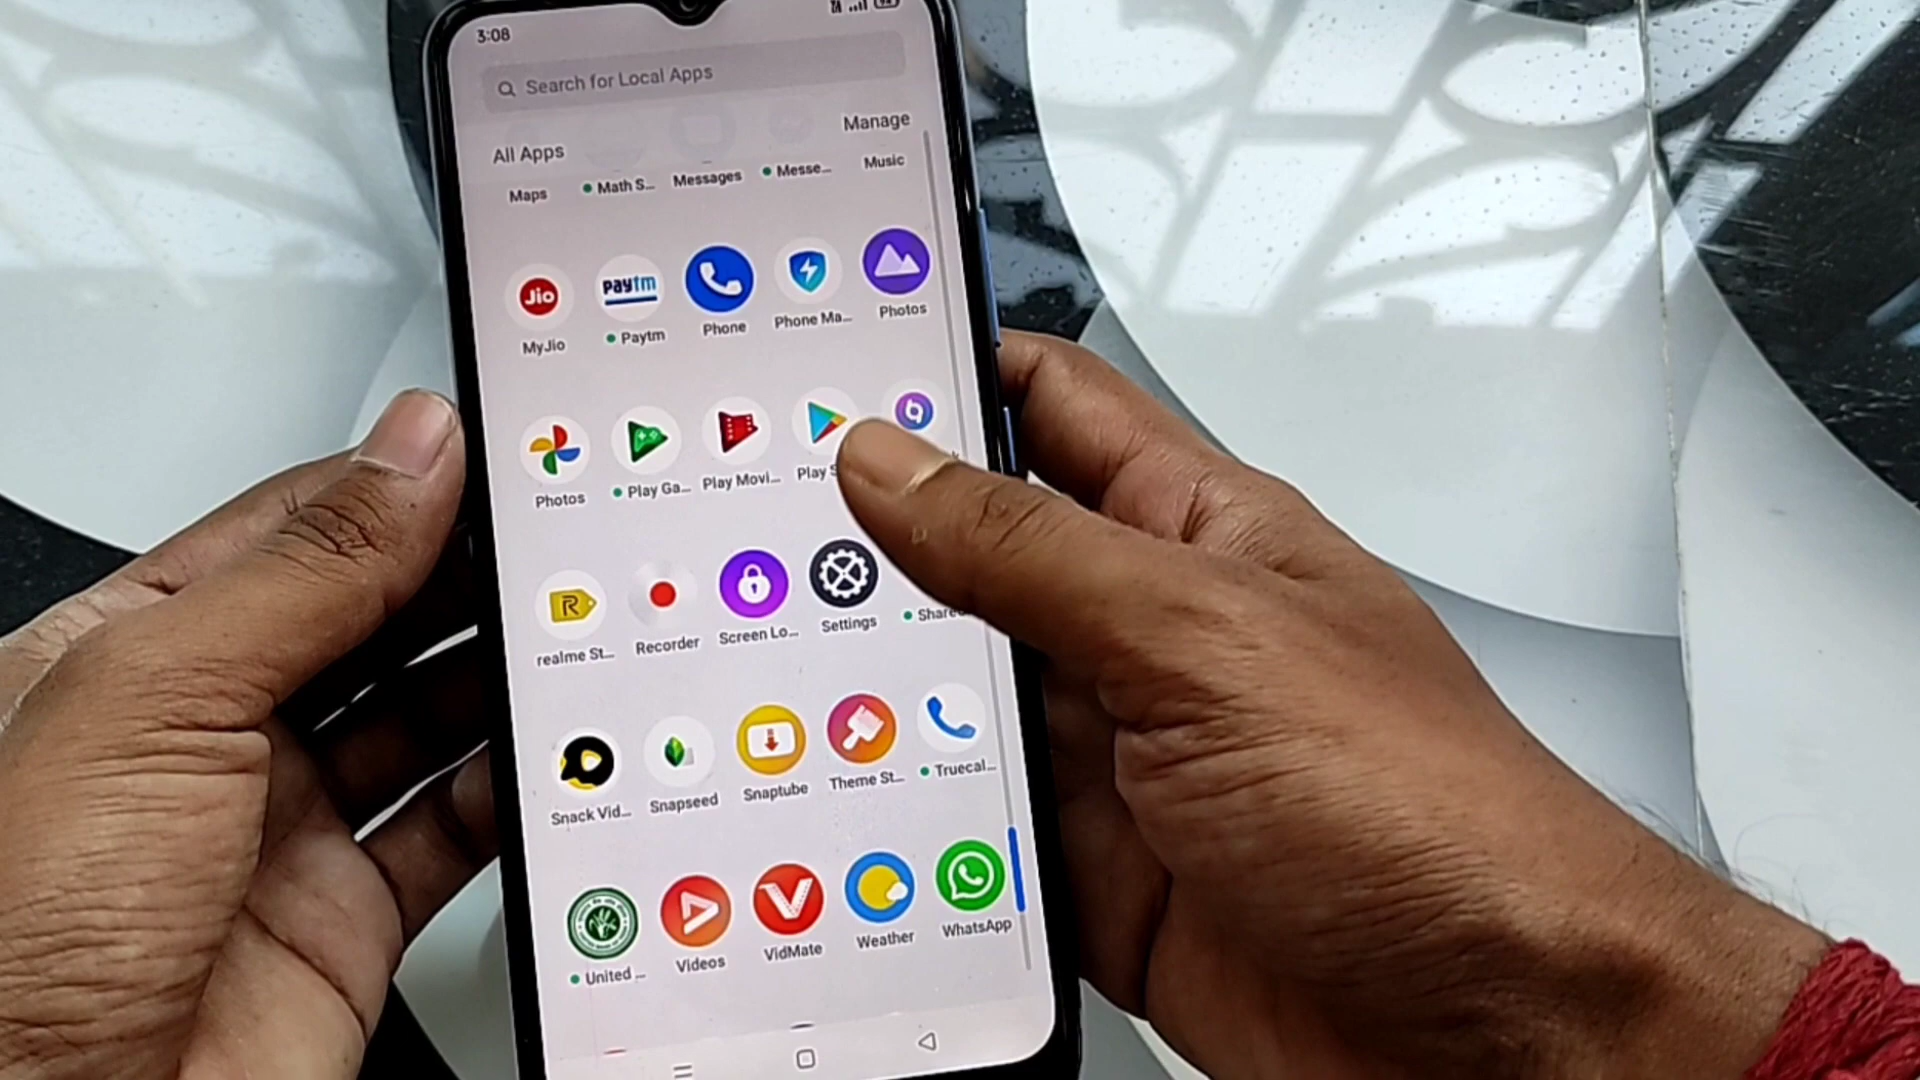 3:08
Search for Local Apps
All Apps
Manage
Maps
Math S...
Messages
Messe...
Music
Jio
paytm
MyJio
Paytm
Phone
Phone Ma...
Photos
Photos
Play Ga...
Play Movi...
Play S
R
realme St...
Recorder
Screen Lo...
Settings
Share
Snack Vid...
Snapseed
Snaptube
Theme St...
Truecal...
United ...
Videos
VidMate
Weather
WhatsApp